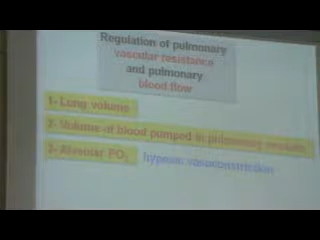 Regulation of pulmonary
vascular resistance
and pulmonary
blood flow
1- Lung volume
2- Volume of blood pumped in pulmonary
3- Alveolar PO2 hypoxic vasoconstriction